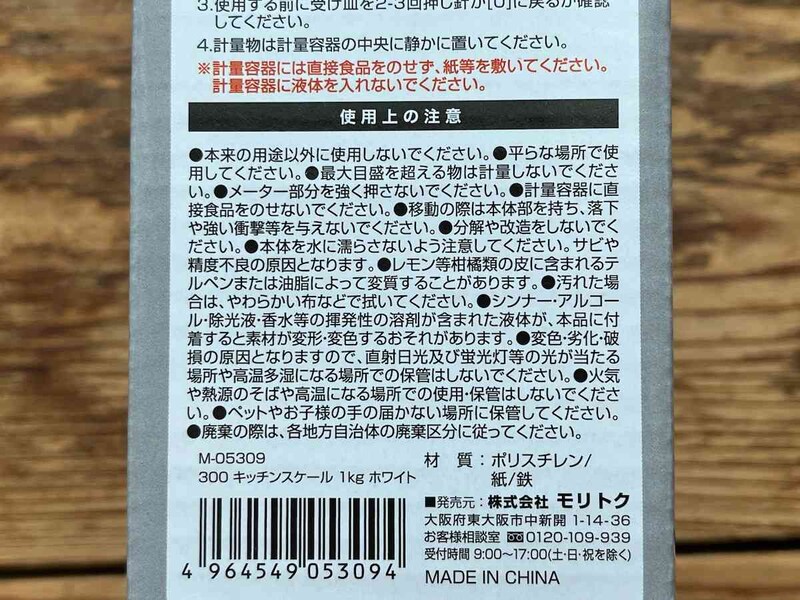 3.使用する前に受け皿を2-3回押し針が[0]に戻るか確認
してください。
4.計量物は計量容器の中央に静かに置いてください。
※計量容器には直接食品をのせず、紙等を敷いてください。
計量容器に液体を入れないでください。
使用上の注意
●本来の用途以外に使用しないでください。●平らな場所で使
用してください。●最大目盛を超える物は計量しないでくださ
い。●メーター部分を強く押さないでください。●計量容器に直
接食品をのせないでください。●移動の際は本体部を持ち、落下
や強い衝撃等を与えないでください。●分解や改造をしないでく
ださい。●本体を水に濡らさないよう注意してください。サビや
精度不良の原因となります。●レモン等柑橘類の皮に含まれるテ
ルペンまたは油脂によって変質することがあります。●汚れた場
合は、やわらかい布などで拭いてください。●シンナー・アルコー
ル・除光液・香水等の揮発性の溶剤が含まれた液体が、本品に付
着すると素材が変形・変色するおそれがあります。●変色・劣化・破
損の原因となりますので、直射日光及び蛍光灯等の光が当たる
場所や高温多湿になる場所での保管はしないでください。●火気
や熱源のそばや高温になる場所での使用・保管はしないでください。
●ペットやお子様の手の届かない場所に保管してください。
●廃棄の際は、各地方自治体の廃棄区分に従ってください。
M-05309
300 キッチンスケール 1kg ホワイト
材 質：ポリスチレン/
紙/鉄
■発売元：株式会社 モリトク
大阪府東大阪市中新開 1-14-36
お客様相談室 0120-109-939
受付時間 9:00〜17:00(土・日・祝を除く)
MADE IN CHINA
4 964549 053094